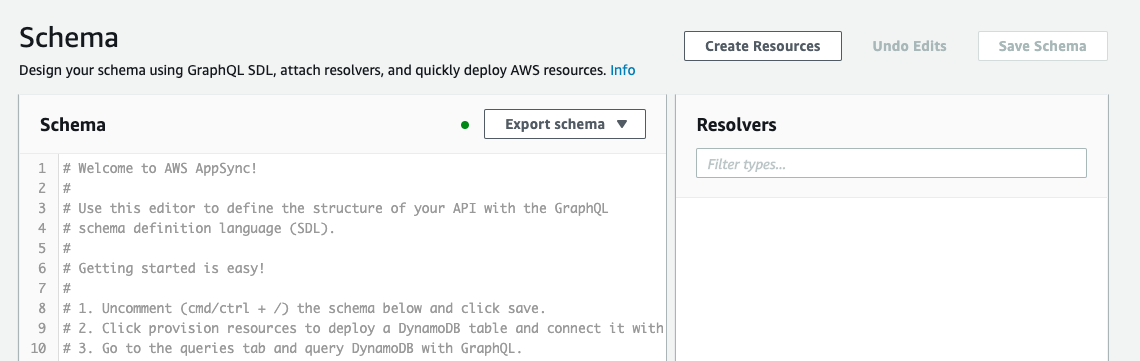 Schema
Create Resources
Undo Edits
Save Schema
Design your schema using GraphQL SDL, attach resolvers, and quickly deploy AWS resources. Info
Schema
Export schema
1 # Welcome to AWS AppSync!
2 #
3 # Use this editor to define the structure of your API with the GraphQL
4 # schema definition language (SDL).
5 #
6 # Getting started is easy!
7 #
8 # 1. Uncomment (cmd/ctrl + /) the schema below and click save.
9 # 2. Click provision resources to deploy a DynamoDB table and connect it with
10 # 3. Go to the queries tab and query DynamoDB with GraphQL.
Resolvers
Filter types...